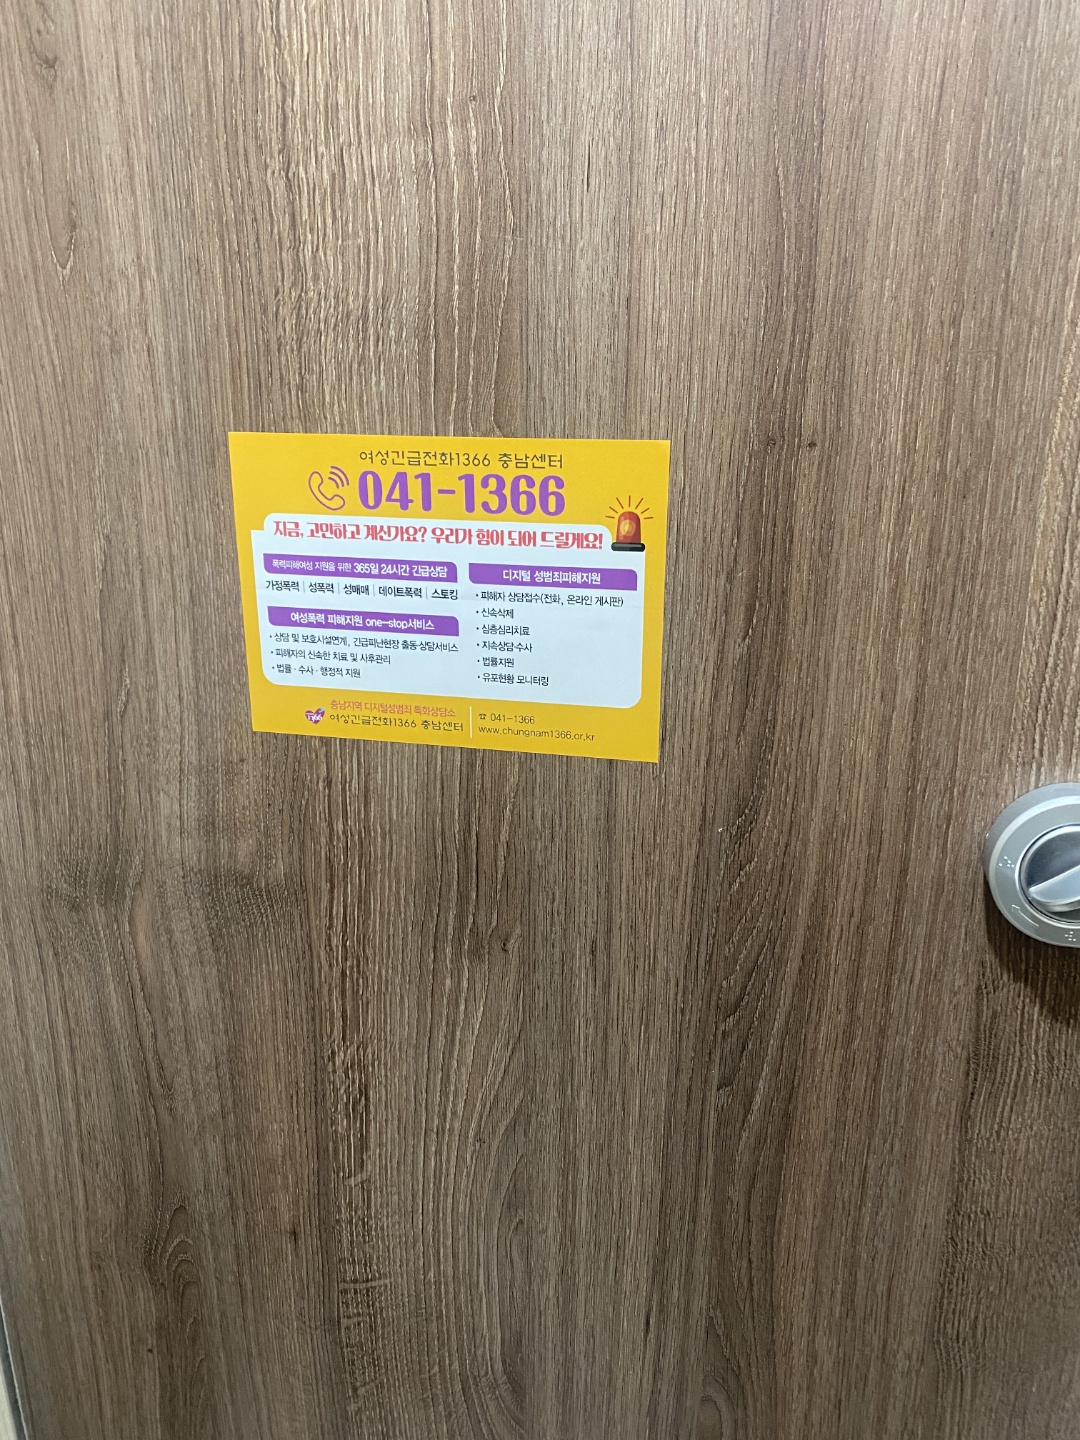 여성긴급전화1366 충남센터
041-1366
지금, 고민하고 계신가요? 우리가 힘이 되어 드릴게요!
폭력피해여성 지원을 위한 365일 24시간 긴급상담
가정폭력 | 성폭력 | 성매매 | 데이트폭력 | 스토킹
여성폭력 피해지원 one-stop서비스
· 상담 및 보호시설연계, 긴급피난현장 출동·상담서비스
· 피해자의 신속한 치료 및 사후관리
· 법률 · 수사 · 행정적 지원
디지털 성범죄피해지원
· 피해자 상담접수(전화, 온라인 게시판)
· 신속삭제
· 심층심리치료
· 지속상담·수사
· 법률지원
· 유포현황 모니터링
1366
충남지역 디지털성범죄 특화상담소
여성긴급전화1366 충남센터
☎ 041-1366
www.chungnam1366.or.kr